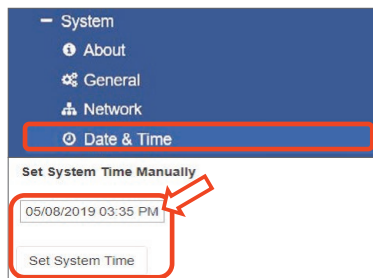 − System
About
General
Network
Date & Time
Set System Time Manually
05/08/2019 03:35 PM
Set System Time